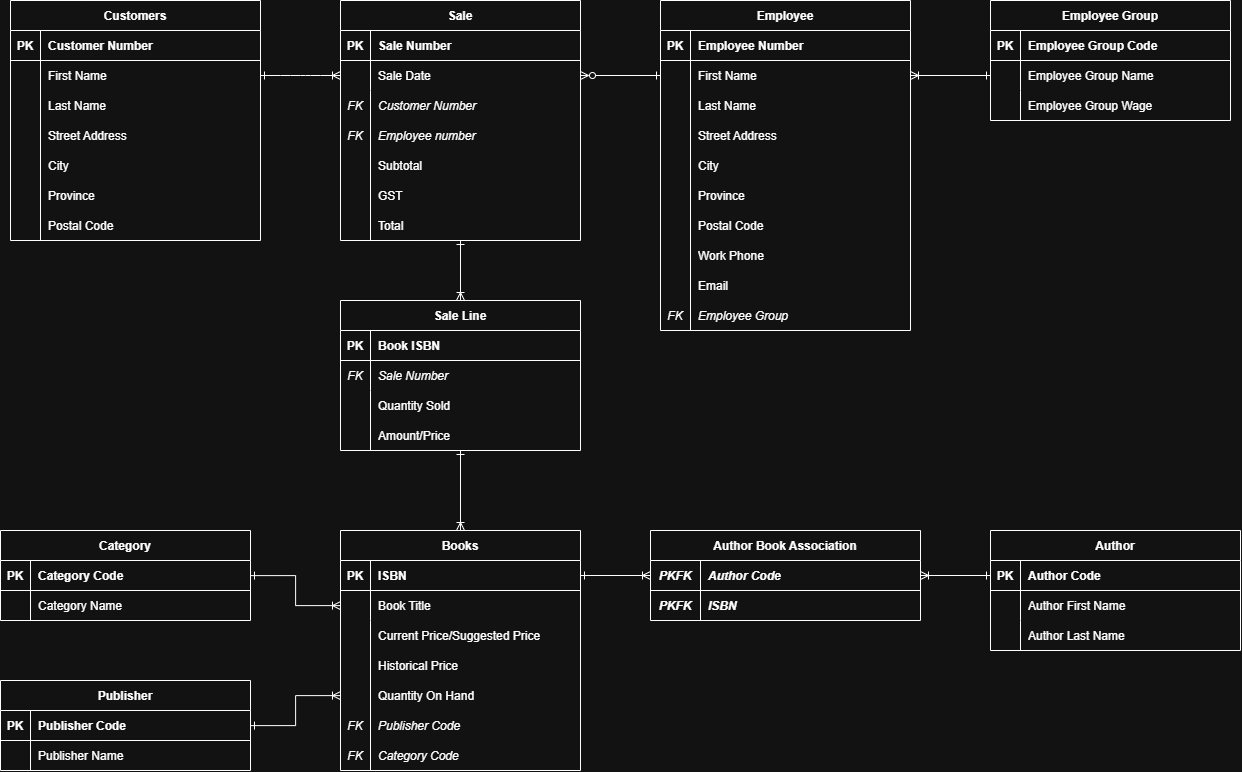 Customers
PK Customer Number
First Name
Last Name
Street Address
City
Province
Postal Code
Sale
PK Sale Number
Sale Date
FK Customer Number
FK Employee number
Subtotal
GST
Total
Employee
PK Employee Number
First Name
Last Name
Street Address
City
Province
Postal Code
Work Phone
Email
FK Employee Group
Employee Group
PK Employee Group Code
Employee Group Name
Employee Group Wage
Sale Line
PK Book ISBN
FK Sale Number
Quantity Sold
Amount/Price
Category
PK Category Code
Category Name
Publisher
PK Publisher Code
Publisher Name
Books
PK ISBN
Book Title
Current Price/Suggested Price
Historical Price
Quantity On Hand
FK Publisher Code
FK Category Code
Author Book Association
PKFK Author Code
PKFK ISBN
Author
PK Author Code
Author First Name
Author Last Name